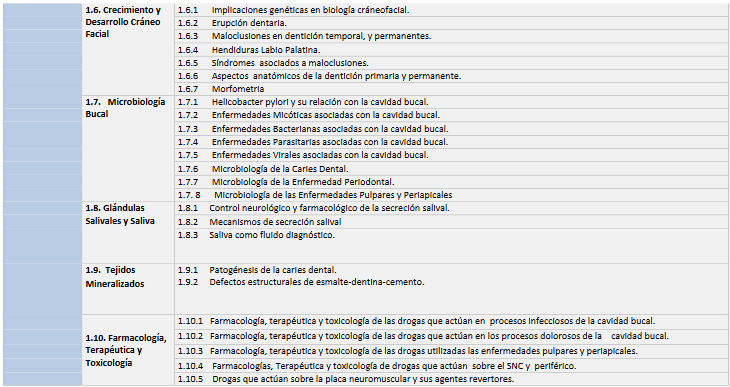 1.6. Crecimiento y
Desarrollo Cráneo
Facial
1.6.1 Implicaciones genéticas en biología cráneofacial.
1.6.2 Erupción dentaria.
1.6.3 Maloclusiones en dentición temporal, y permanentes.
1.6.4 Hendiduras Labio Palatina.
1.6.5 Síndromes asociados a maloclusiones.
1.6.6 Aspectos anatómicos de la dentición primaria y permanente.
1.6.7 Morfometria
1.7. Microbiología
Bucal
1.7.1 Helicobacter pylori y su relación con la cavidad bucal.
1.7.2 Enfermedades Micóticas asociadas con la cavidad bucal.
1.7.3 Enfermedades Bacterianas asociadas con la cavidad bucal.
1.7.4 Enfermedades Parasitarias asociadas con la cavidad bucal.
1.7.5 Enfermedades Virales asociadas con la cavidad bucal.
1.7.6 Microbiología de la Caries Dental.
1.7.7 Microbiología de la Enfermedad Periodontal.
1.7. 8 Microbiología de las Enfermedades Pulpares y Periapicales
1.8. Glándulas
Salivales y Saliva
1.8.1 Control neurológico y farmacológico de la secreción salival.
1.8.2 Mecanismos de secreción salival
1.8.3 Saliva como fluido diagnóstico.
1.9. Tejidos
Mineralizados
1.9.1 Patogénesis de la caries dental.
1.9.2 Defectos estructurales de esmalte-dentina-cemento.
1.10. Farmacología,
Terapéutica y
Toxicología
1.10.1 Farmacología, terapéutica y toxicología de las drogas que actúan en procesos infecciosos de la cavidad bucal.
1.10.2 Farmacología, terapéutica y toxicología de las drogas que actúan en los procesos dolorosos de la cavidad bucal.
1.10.3 Farmacología, terapéutica y toxicología de las drogas utilizadas las enfermedades pulpares y periapicales.
1.10.4 Farmacologías, Terapéutica y toxicología de drogas que actúan sobre el SNC y periférico.
1.10.5 Drogas que actúan sobre la placa neuromuscular y sus agentes revertores.